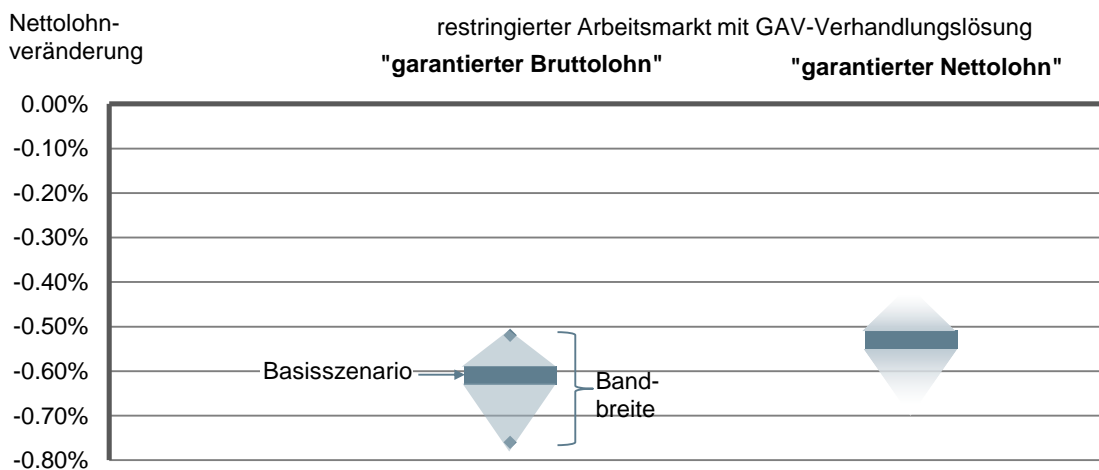 Nettolohn-
veränderung
restringierter Arbeitsmarkt mit GAV-Verhandlungslösung
"garantierter Bruttolohn"
"garantierter Nettolohn"
0.00%
-0.10%
-0.20%
-0.30%
-0.40%
-0.50%
-0.60%
-0.70%
-0.80%
Basisszenario
Band-
breite